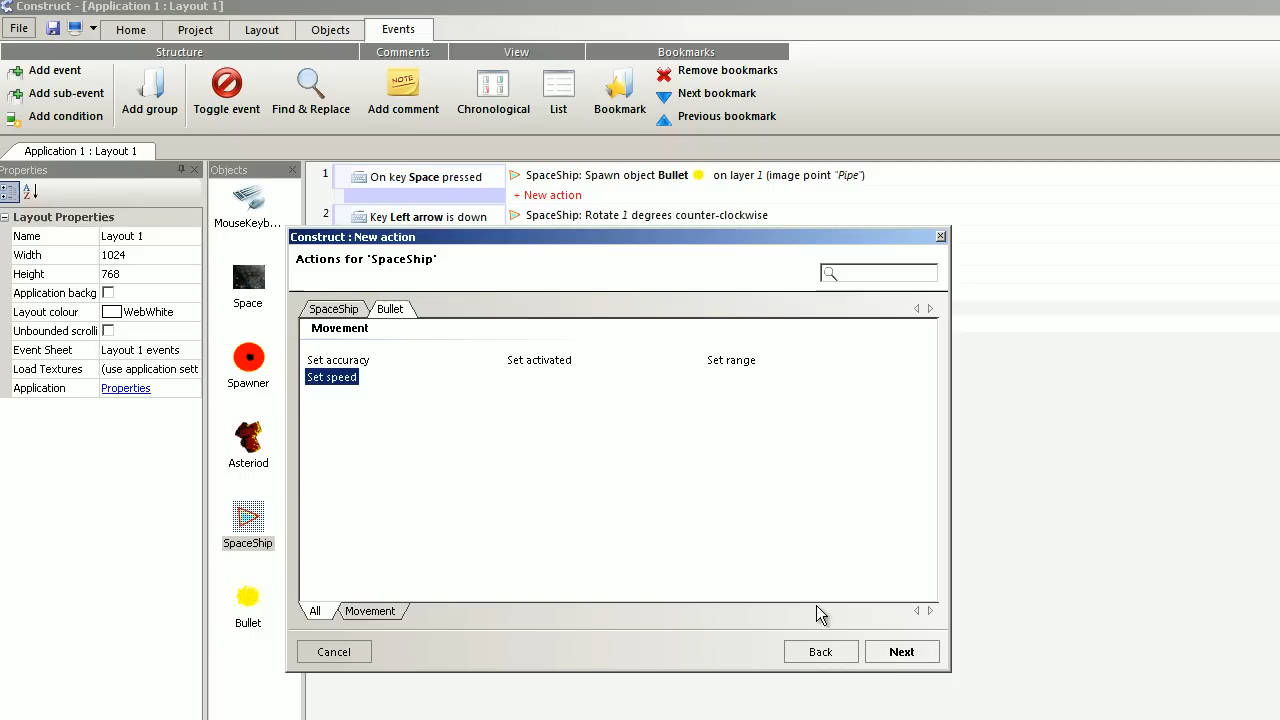 Construct - [Application 1 : Layout 1]
File
Home
Project
Layout
Objects
Events
Structure
Comments
View
Bookmarks
Add event
Add sub-event
Add condition
Add group
Toggle event
Find & Replace
NOTE
Add comment
Chronological
List
Bookmark
Remove bookmarks
Next bookmark
Previous bookmark
Application 1 : Layout 1
Properties
Layout Properties
Name Layout 1
Width 1024
Height 768
Application backg
Layout colour WebWhite
Unbounded scrolli
Event Sheet Layout 1 events
Load Textures (use application sett
Application Properties
Objects
MouseKeyb...
Space
Spawner
Asteriod
SpaceShip
Bullet
1 On key Space pressed SpaceShip: Spawn object Bullet on layer 1 (image point "Pipe")
+ New action
2 Key Left arrow is down SpaceShip: Rotate 1 degrees counter-clockwise
Construct : New action
Actions for 'SpaceShip'
SpaceShip Bullet
Movement
Set accuracy Set activated Set range
Set speed
All Movement
Cancel Back Next